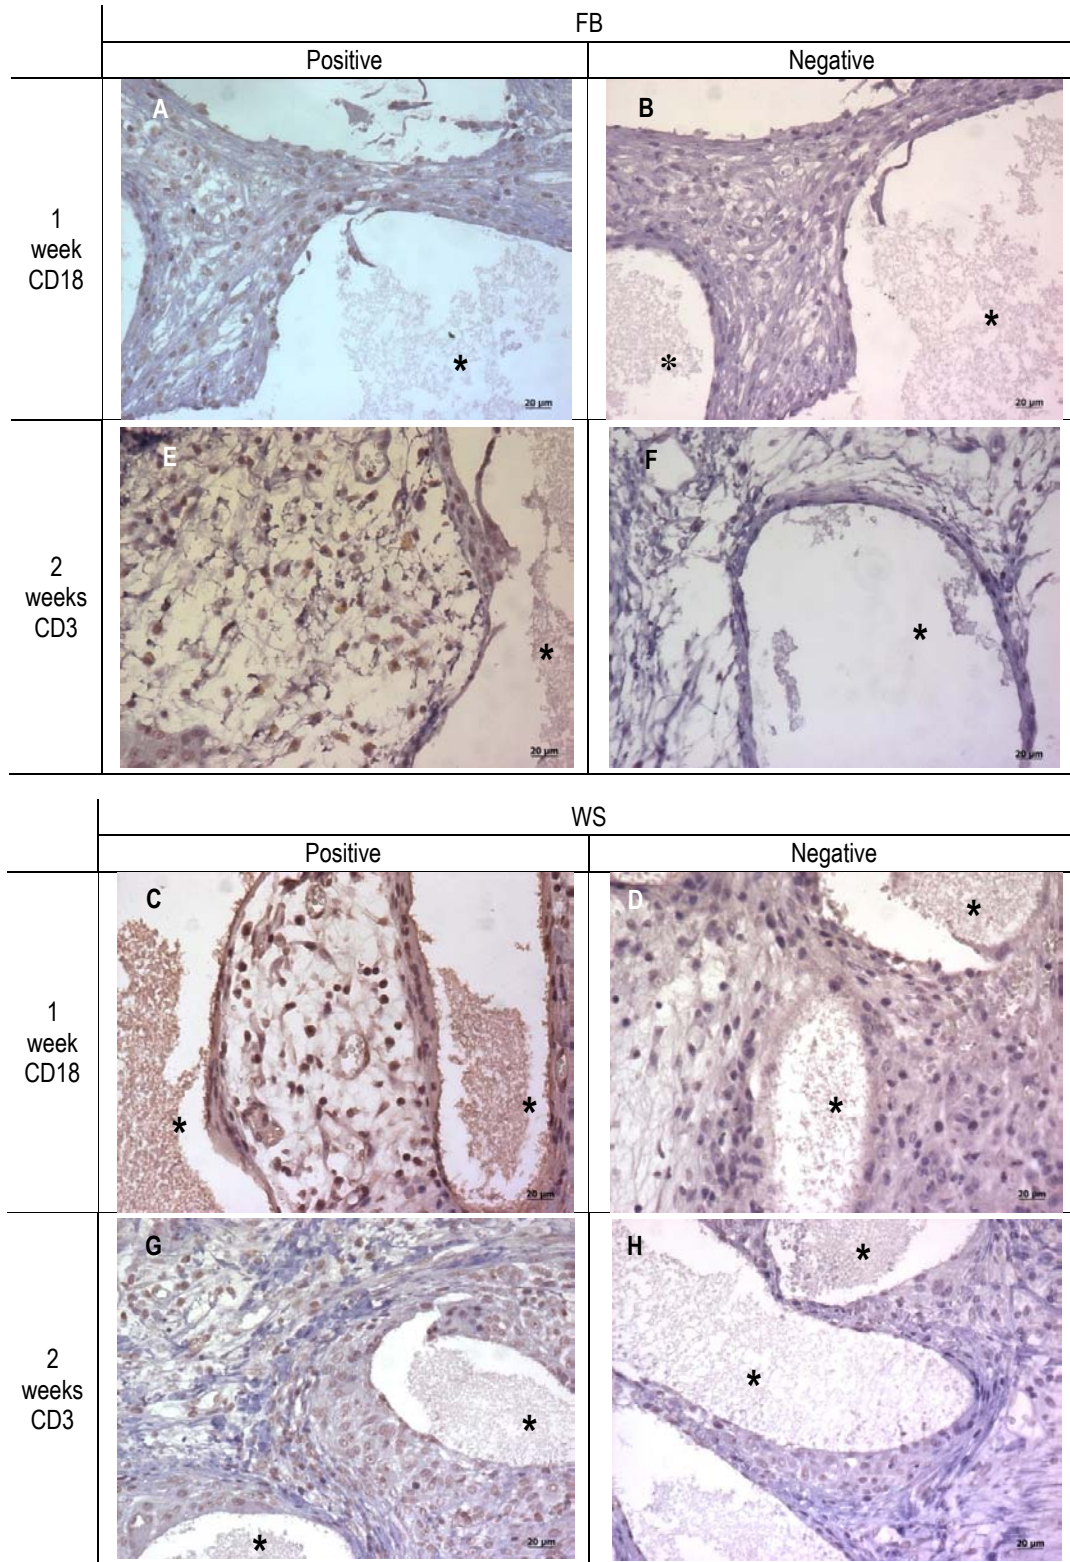 FB
Positive Negative
1
week
CD18
A
*
20 µm
B
*
*
20 µm
2
weeks
CD3
E
*
20 µm
F
*
20 µm
WS
Positive Negative
1
week
CD18
C
*
*
20 µm
D
*
*
20 µm
2
weeks
CD3
G
*
*
20 µm
H
*
*
20 µm